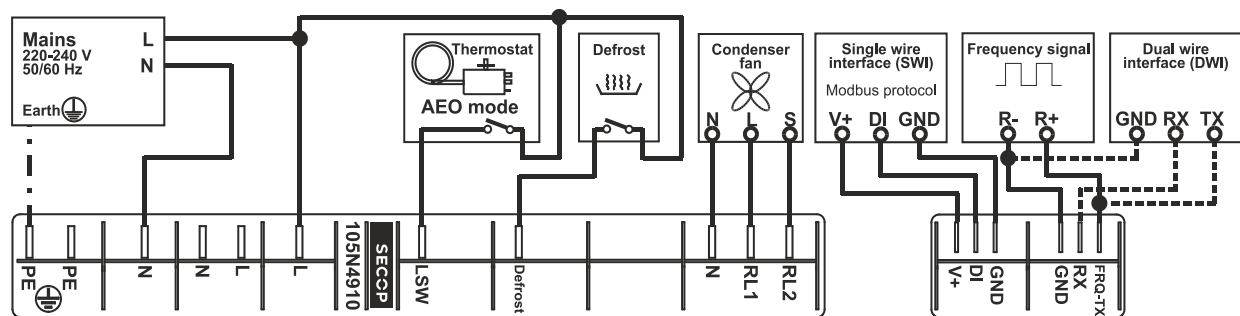 Mains
220-240 V
50/60 Hz
L
N
Earth
Thermostat
AEO mode
Defrost
Condenser
fan
N L S
Single wire
interface (SWI)
Modbus protocol
V+ DI GND
Frequency signal
R- R+
Dual wire
interface (DWI)
GND RX TX
PE
PE
N
N
L
L
105N4910
SECOP
LSW
Defrost
N
RL1
RL2
V+
DI
GND
GND
RX
FRQ-TX